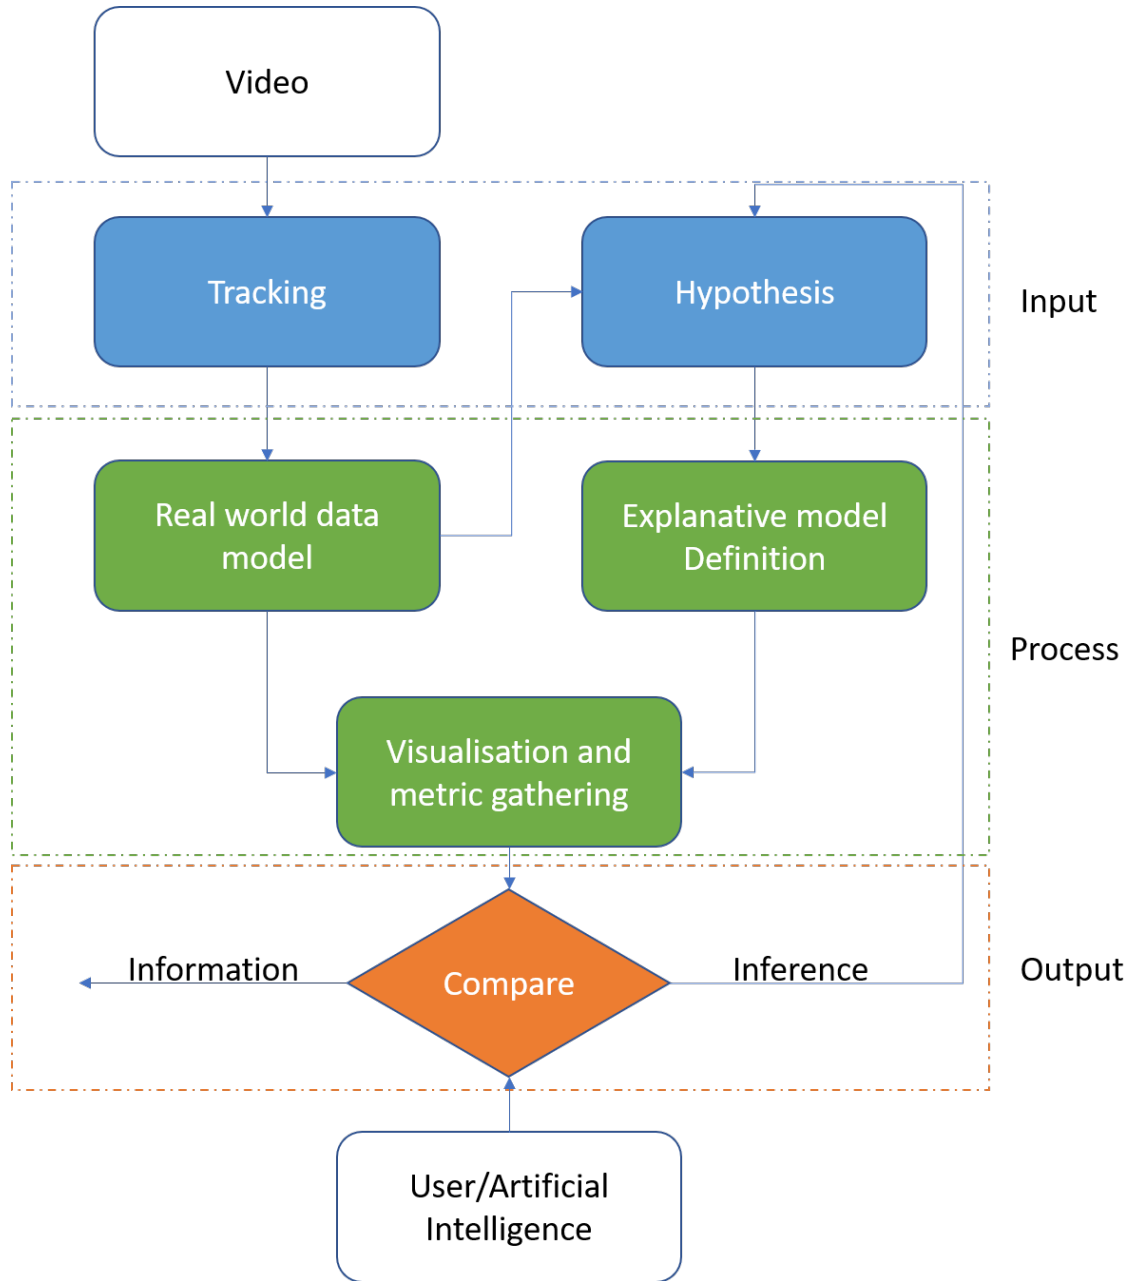 Video
Tracking
Hypothesis
Input
Real world data
model
Explanative model
Definition
Process
Visualisation and
metric gathering
Information
Compare
Inference
Output
User/Artificial
Intelligence